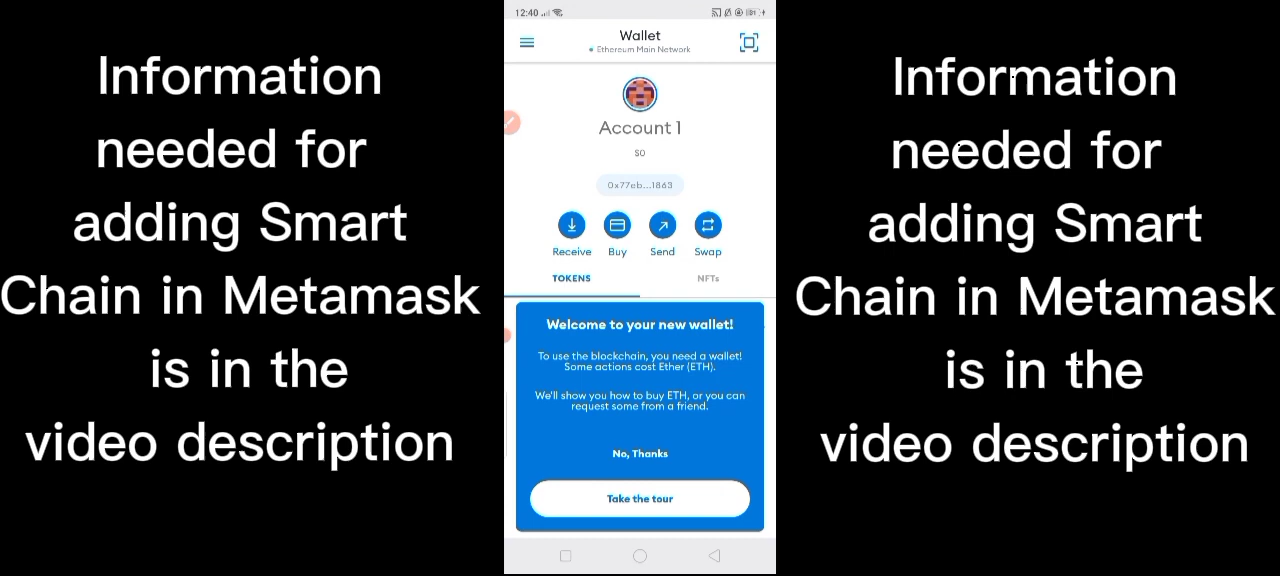 Information
needed for
adding Smart
Chain in Metamask
is in the
video description
12:40
81
Wallet
Ethereum Main Network
Account 1
$0
0x77eb...1863
Receive Buy Send Swap
TOKENS NFTs
Welcome to your new wallet!
To use the blockchain, you need a wallet!
Some actions cost Ether (ETH).
We'll show you how to buy ETH, or you can
request some from a friend.
No, Thanks
Take the tour
Information
needed for
adding Smart
Chain in Metamask
is in the
video description